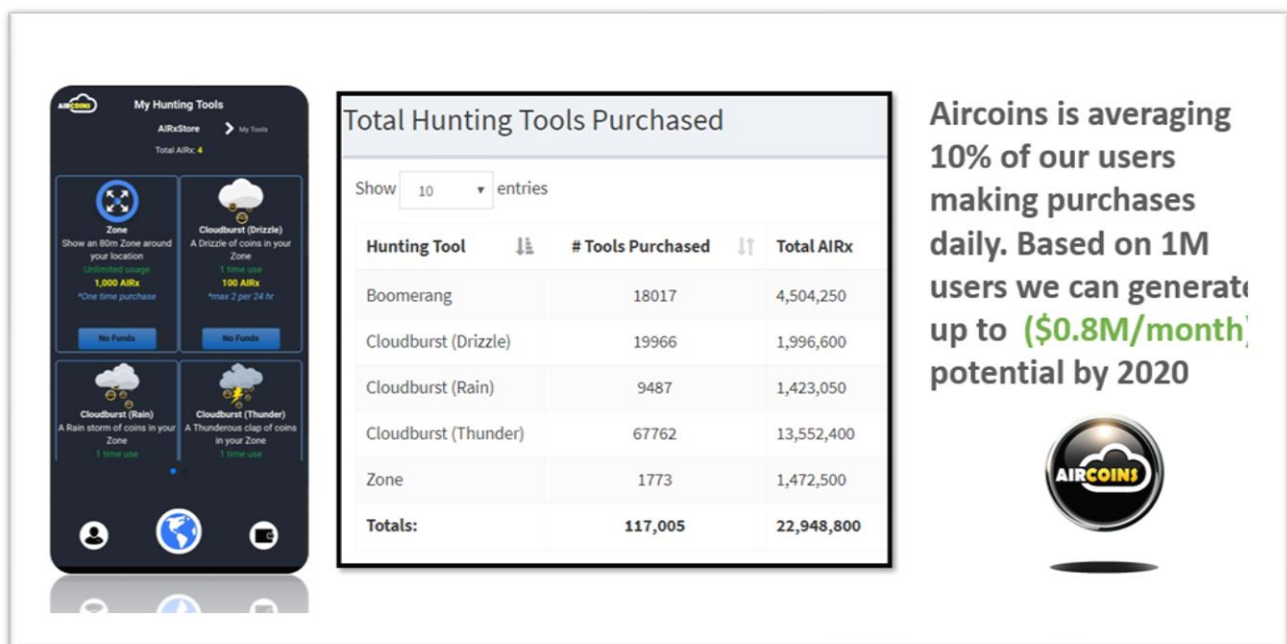 AIRCOINS
My Hunting Tools
AIRxStore My Tools
Total AIRx: 4
Zone
Show an 80m Zone around
your location
Unlimited usage
1,000 AIRx
*One time purchase
No Funds
Cloudburst (Drizzle)
A Drizzle of coins in your
Zone
1 time use
100 AIRx
*max 2 per 24 hr
No Funds
Cloudburst (Rain)
A Rain storm of coins in your
Zone
1 time use
Cloudburst (Thunder)
A Thunderous clap of coins
in your Zone
1 time use
Total Hunting Tools Purchased
Show 10 entries
Hunting Tool # Tools Purchased Total AIRx
Boomerang 18017 4,504,250
Cloudburst (Drizzle) 19966 1,996,600
Cloudburst (Rain) 9487 1,423,050
Cloudburst (Thunder) 67762 13,552,400
Zone 1773 1,472,500
Totals: 117,005 22,948,800
Aircoins is averaging
10% of our users
making purchases
daily. Based on 1M
users we can generate
up to ($0.8M/month)
potential by 2020
AIRCOINS